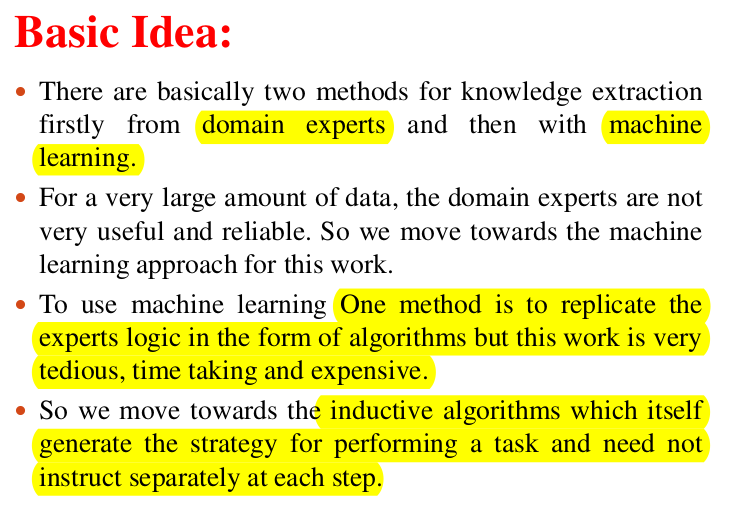 Basic Idea:
• There are basically two methods for knowledge extraction
firstly from domain experts and then with machine
learning.
• For a very large amount of data, the domain experts are not
very useful and reliable. So we move towards the machine
learning approach for this work.
• To use machine learning One method is to replicate the
experts logic in the form of algorithms but this work is very
tedious, time taking and expensive.
• So we move towards the inductive algorithms which itself
generate the strategy for performing a task and need not
instruct separately at each step.